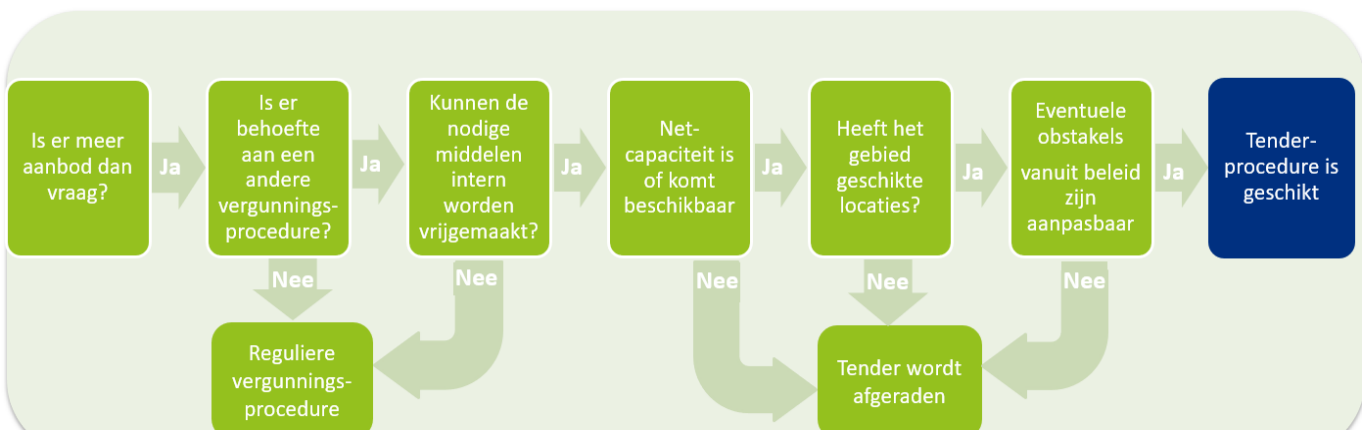 Is er meer
aanbod dan
vraag?
Ja
Is er
behoefte
aan een
andere
vergunnings-
procedure?
Ja
Kunnen de
nodige
middelen
intern
worden
vrijgemaakt?
Ja
Net-
capaciteit is
of komt
beschikbaar
Ja
Heeft het
gebied
geschikte
locaties?
Ja
Eventuele
obstakels
vanuit beleid
zijn
aanpasbaar
Ja
Tender-
procedure is
geschikt
Nee
Nee
Nee
Nee
Nee
Reguliere
vergunnings-
procedure
Tender wordt
afgeraden